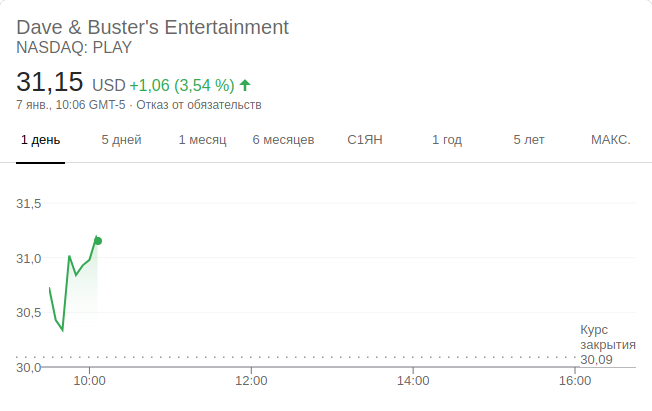 Dave & Buster's Entertainment
NASDAQ: PLAY
31,15 USD +1,06 (3,54 %)
7 янв., 10:06 GMT-5 · Отказ от обязательств
1 день 5 дней 1 месяц 6 месяцев С1ЯН 1 год 5 лет МАКС.
31,5
31,0
30,5
Курс
закрытия
30,09
30,0
10:00 12:00 14:00 16:00